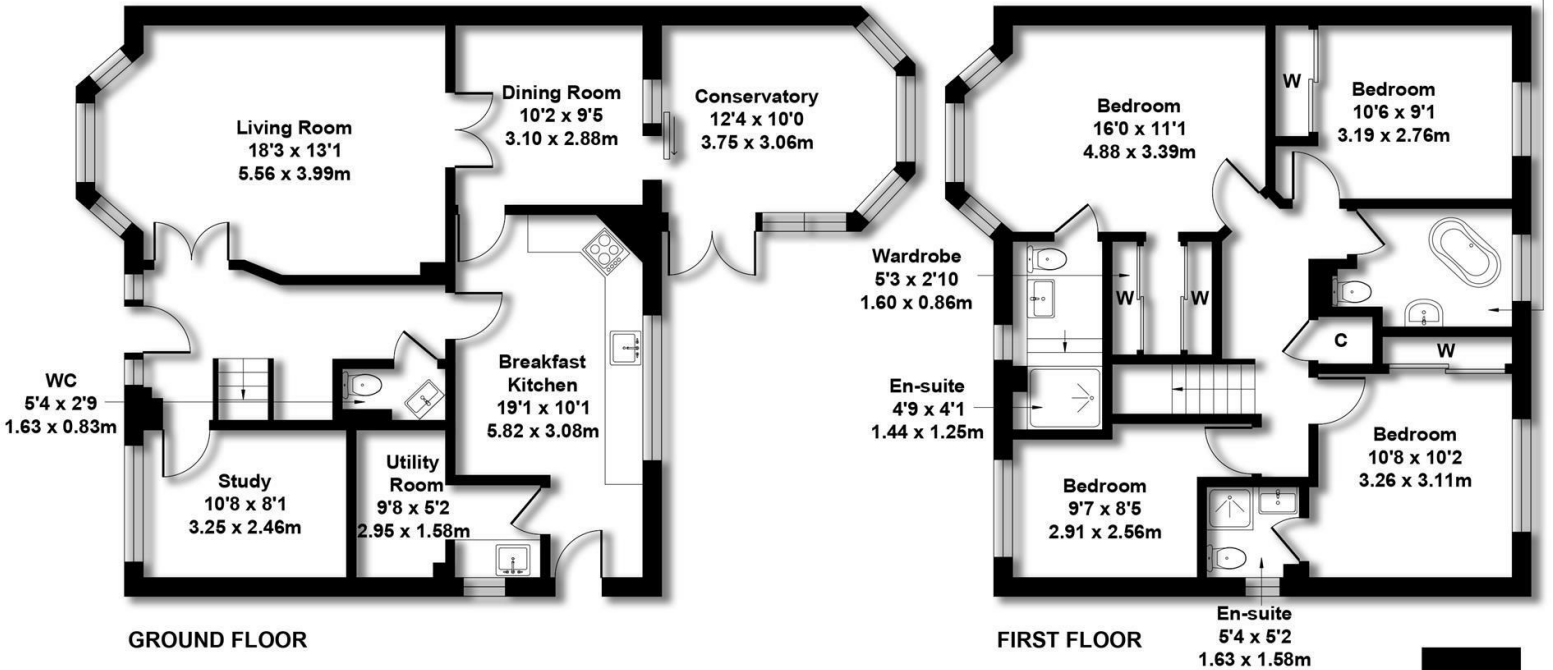 Living Room
18'3 x 13'1
5.56 x 3.99m
Dining Room
10'2 x 9'5
3.10 x 2.88m
Conservatory
12'4 x 10'0
3.75 x 3.06m
WC
5'4 x 2'9
1.63 x 0.83m
Breakfast
Kitchen
19'1 x 10'1
5.82 x 3.08m
Study
10'8 x 8'1
3.25 x 2.46m
Utility
Room
9'8 x 5'2
2.95 x 1.58m
GROUND FLOOR
Bedroom
16'0 x 11'1
4.88 x 3.39m
W
Bedroom
10'6 x 9'1
3.19 x 2.76m
Wardrobe
5'3 x 2'10
1.60 x 0.86m
W
W
C
W
En-suite
4'9 x 4'1
1.44 x 1.25m
Bedroom
9'7 x 8'5
2.91 x 2.56m
Bedroom
10'8 x 10'2
3.26 x 3.11m
En-suite
5'4 x 5'2
1.63 x 1.58m
FIRST FLOOR